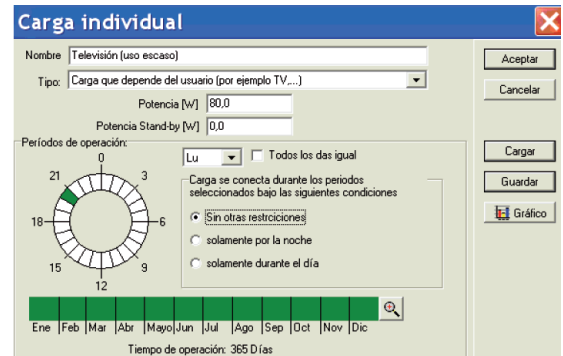 Carga individual
Nombre Televisión (uso escaso)
Aceptar
Tipo: Carga que depende del usuario (por ejemplo TV,...)
Cancelar
Potencia [W] 80,0
Potencia Stand-by [W] 0,0
Períodos de operación:
Lu Todos los das igual
Cargar
0
21 3
18 6
15 9
12
Carga se conecta durante los periodos
seleccionados bajo las siguientes condiciones
Guardar
Sin otras restrciciones
Gráfico
solamente por la noche
solamente durante el día
Ene Feb Mar Abr Mayo Jun Jul Ago Sep Oct Nov Dic
Tiempo de operación: 365 Días